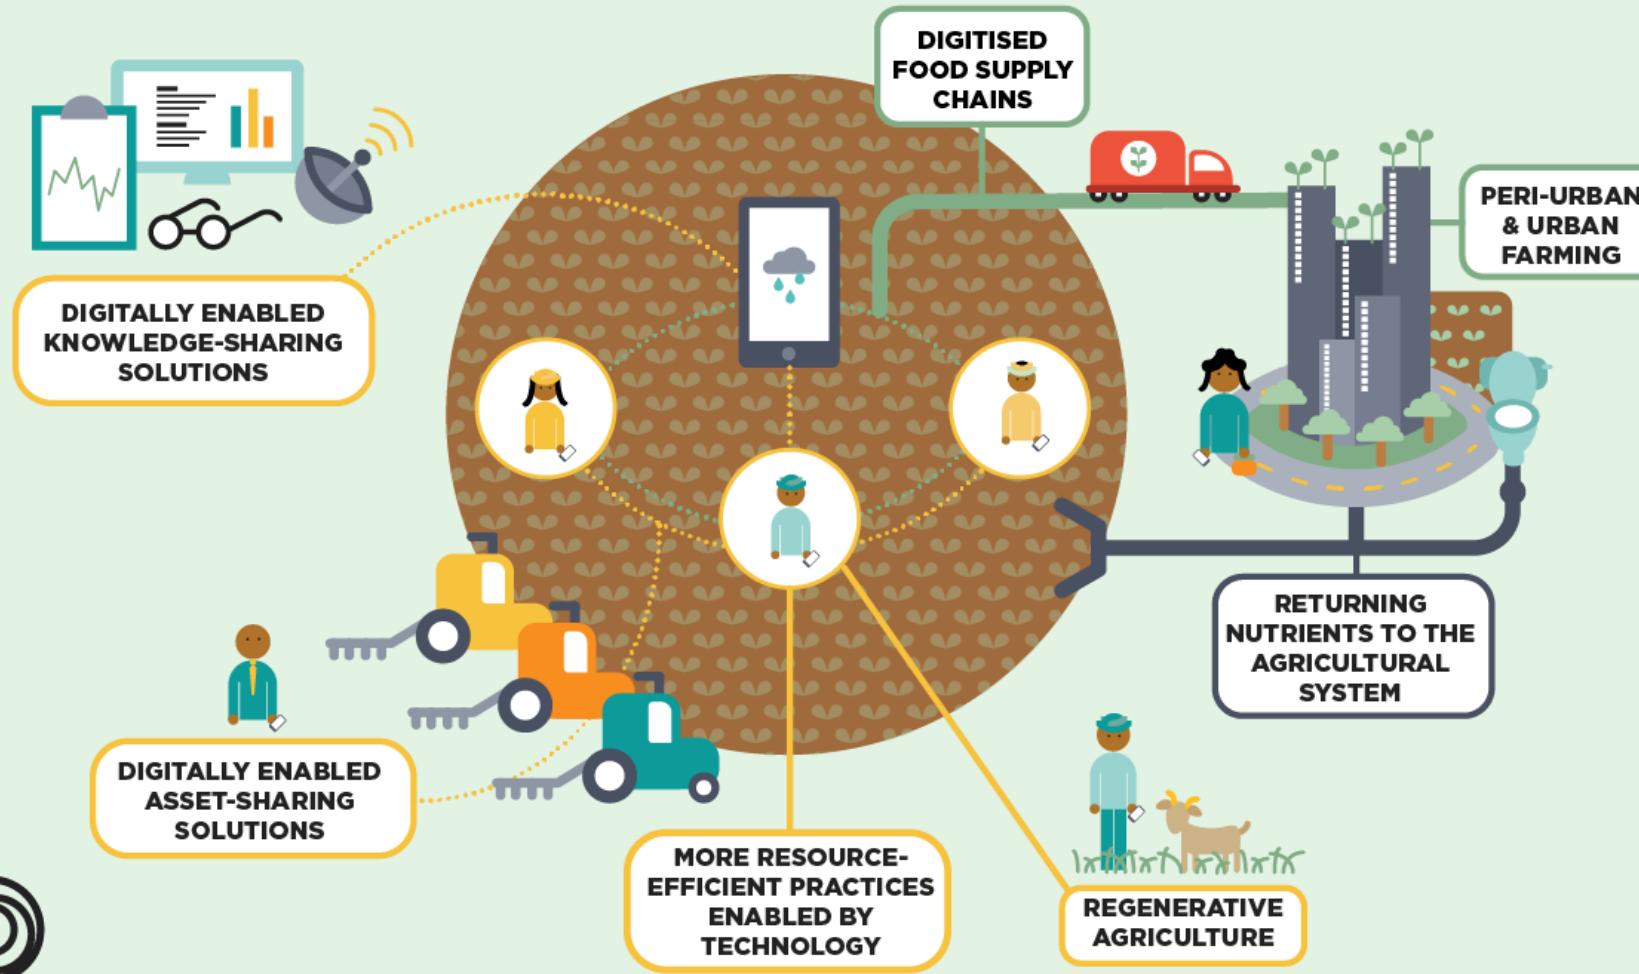 DIGITISED
FOOD SUPPLY
CHAINS
PERI-URBAN
& URBAN
FARMING
DIGITALLY ENABLED
KNOWLEDGE-SHARING
SOLUTIONS
RETURNING
NUTRIENTS TO THE
AGRICULTURAL
SYSTEM
DIGITALLY ENABLED
ASSET-SHARING
SOLUTIONS
MORE RESOURCE-
EFFICIENT PRACTICES
ENABLED BY
TECHNOLOGY
REGENERATIVE
AGRICULTURE